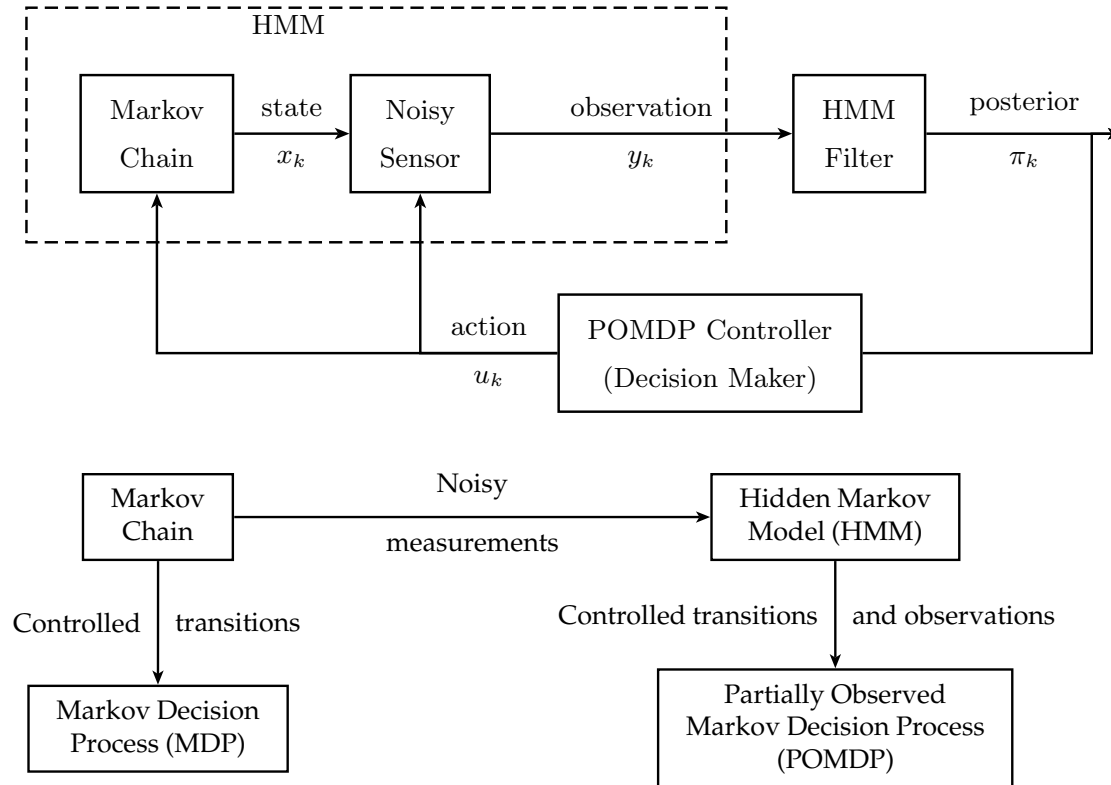 HMM
Markov
Chain
state
x_k
Noisy
Sensor
observation
y_k
HMM
Filter
posterior
π_k
action
u_k
POMDP Controller
(Decision Maker)
Markov
Chain
Noisy
measurements
Hidden Markov
Model (HMM)
Controlled transitions
Controlled transitions and observations
Markov Decision
Process (MDP)
Partially Observed
Markov Decision Process
(POMDP)